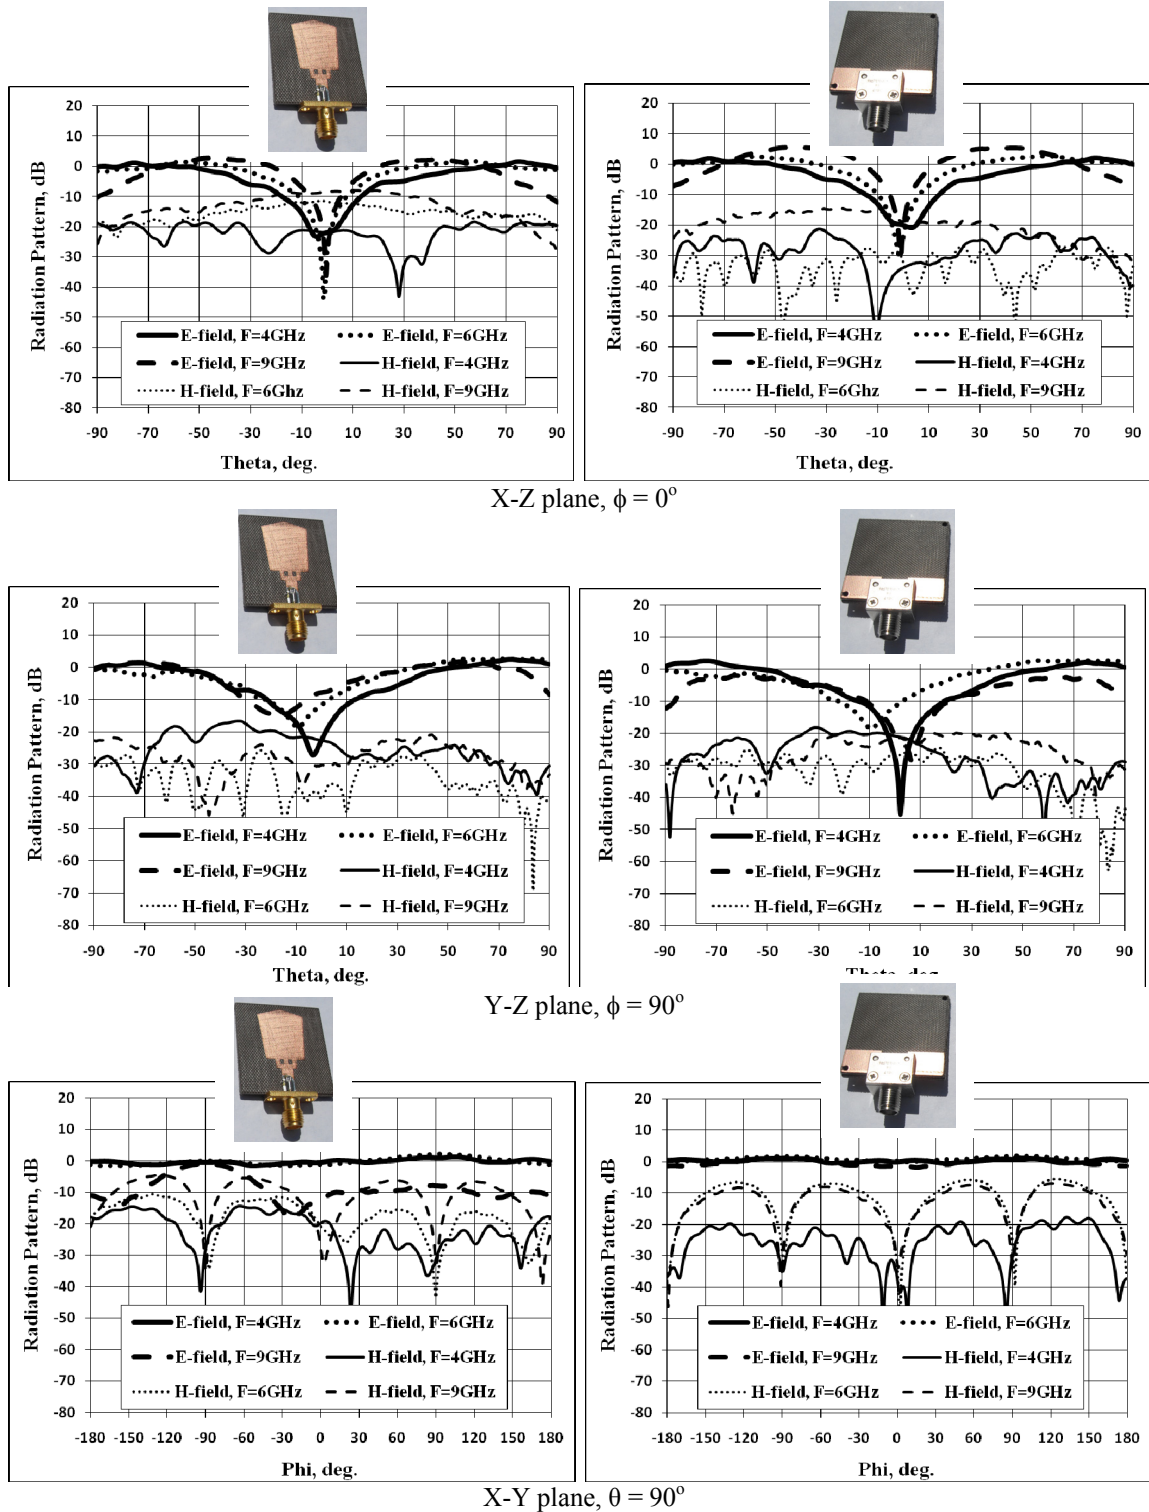 20
10
0
-10
-20
-30
-40
-50
-60
-70
-80
Radiation Pattern, dB
E-field, F=4GHz
E-field, F=6GHz
E-field, F=9GHz
H-field, F=4GHz
H-field, F=6Ghz
H-field, F=9GHz
-90 -70 -50 -30 -10 10 30 50 70 90
Theta, deg.
20
10
0
-10
-20
-30
-40
-50
-60
-70
-80
Radiation Pattern, dB
E-field, F=4GHz
E-field, F=6GHz
E-field, F=9GHz
H-field, F=4GHz
H-field, F=6Ghz
H-field, F=9GHz
-90 -70 -50 -30 -10 10 30 50 70 90
Theta, deg.
X-Z plane, ϕ = 0°
20
10
0
-10
-20
-30
-40
-50
-60
-70
-80
Radiation Pattern, dB
E-field, F=4GHz
E-field, F=6GHz
E-field, F=9GHz
H-field, F=4GHz
H-field, F=6GHz
H-field, F=9GHz
-90 -70 -50 -30 -10 10 30 50 70 90
Theta, deg.
20
10
0
-10
-20
-30
-40
-50
-60
-70
-80
Radiation Pattern, dB
E-field, F=4GHz
E-field, F=6GHz
E-field, F=9GHz
H-field, F=4GHz
H-field, F=6GHz
H-field, F=9GHz
-90 -70 -50 -30 -10 10 30 50 70 90
Theta, deg
Y-Z plane, ϕ = 90°
20
10
0
-10
-20
-30
-40
-50
-60
-70
-80
Radiation Pattern, dB
E-field, F=4GHz
E-field, F=6GHz
E-field, F=9GHz
H-field, F=4GHz
H-field, F=6GHz
H-field, F=9GHz
-180 -150 -120 -90 -60 -30 0 30 60 90 120 150 180
Phi, deg.
20
10
0
-10
-20
-30
-40
-50
-60
-70
-80
Radiation Pattern, dB
E-field, F=4GHz
E-field, F=6GHz
E-field, F=9GHz
H-field, F=4GHz
H-field, F=6GHz
H-field, F=9GHz
-180 -150 -120 -90 -60 -30 0 30 60 90 120 150 180
Phi, deg.
X-Y plane, θ = 90°